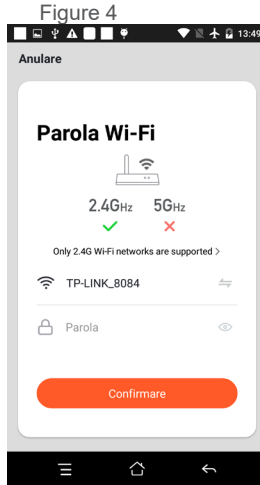 Figure 4
13:49
Anulare
Parola Wi-Fi
2.4GHz 5GHz
Only 2.4G Wi-Fi networks are supported >
TP-LINK_8084
Parola
Confirmare